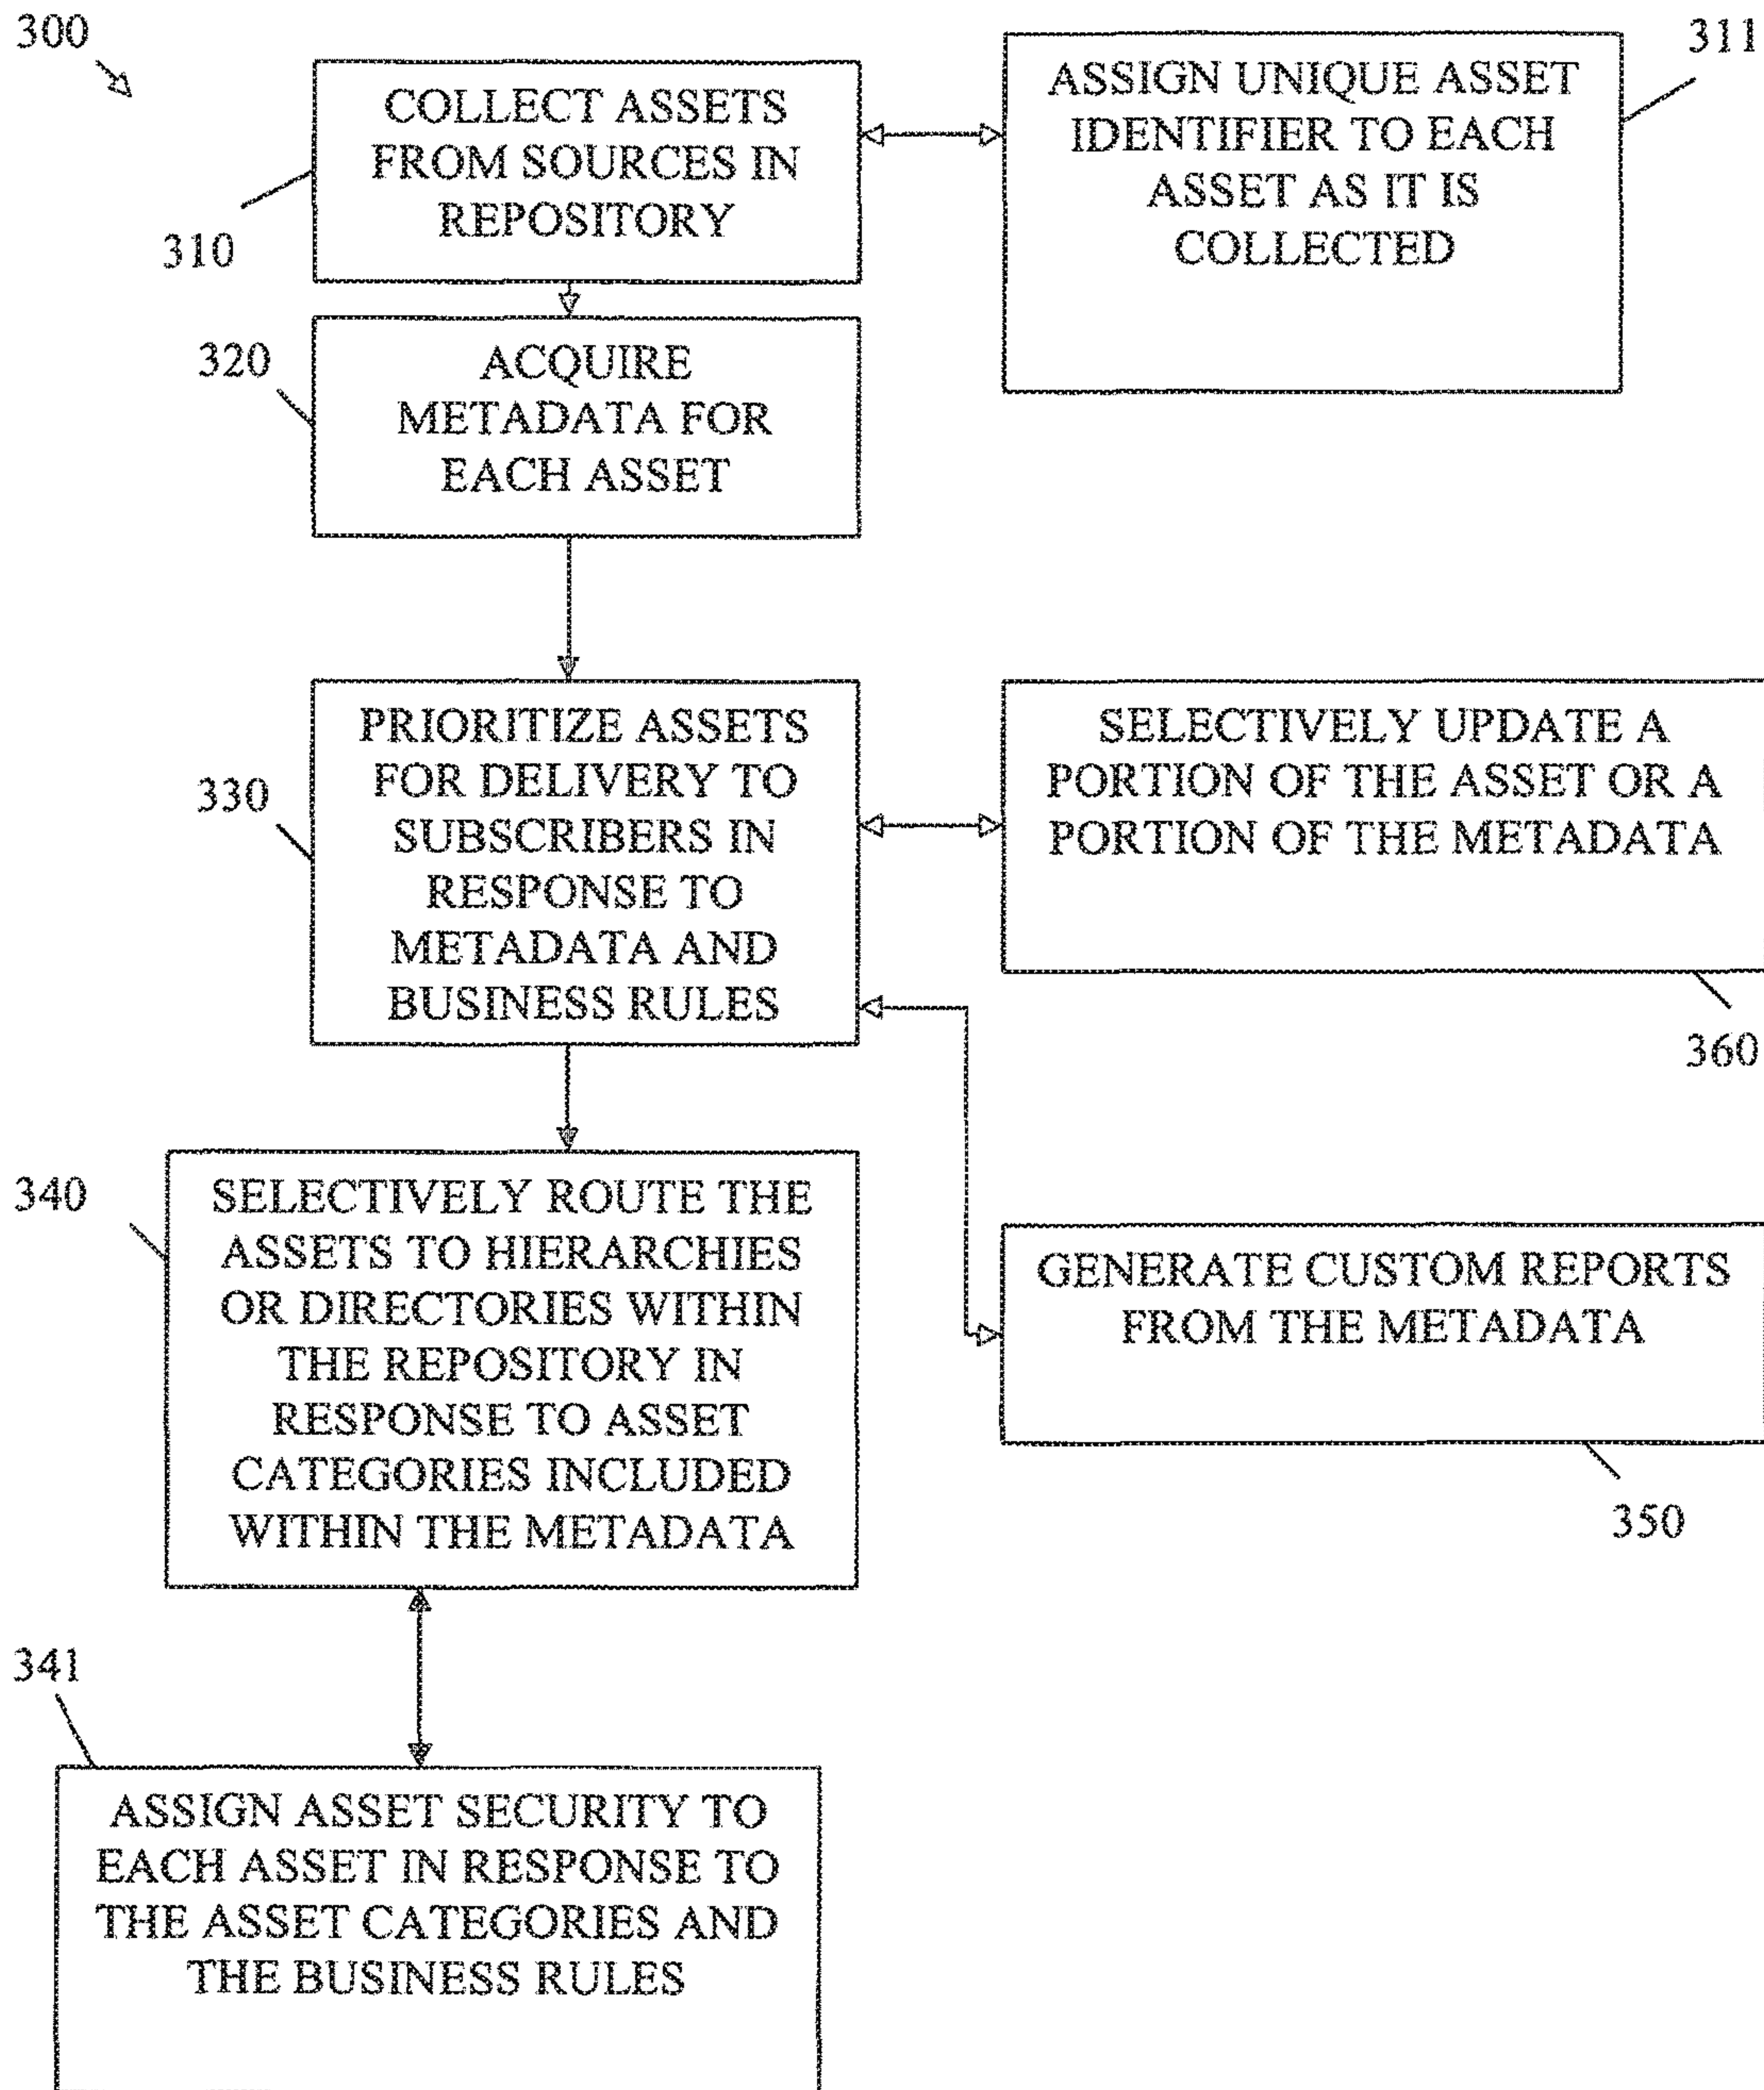 300
COLLECT ASSETS
FROM SOURCES IN
REPOSITORY
310
ASSIGN UNIQUE ASSET
IDENTIFIER TO EACH
ASSET AS IT IS
COLLECTED
311
320
ACQUIRE
METADATA FOR
EACH ASSET
330
PRIORITIZE ASSETS
FOR DELIVERY TO
SUBSCRIBERS IN
RESPONSE TO
METADATA AND
BUSINESS RULES
SELECTIVELY UPDATE A
PORTION OF THE ASSET OR A
PORTION OF THE METADATA
360
340
SELECTIVELY ROUTE THE
ASSETS TO HIERARCHIES
OR DIRECTORIES WITHIN
THE REPOSITORY IN
RESPONSE TO ASSET
CATEGORIES INCLUDED
WITHIN THE METADATA
GENERATE CUSTOM REPORTS
FROM THE METADATA
350
341
ASSIGN ASSET SECURITY TO
EACH ASSET IN RESPONSE TO
THE ASSET CATEGORIES AND
THE BUSINESS RULES